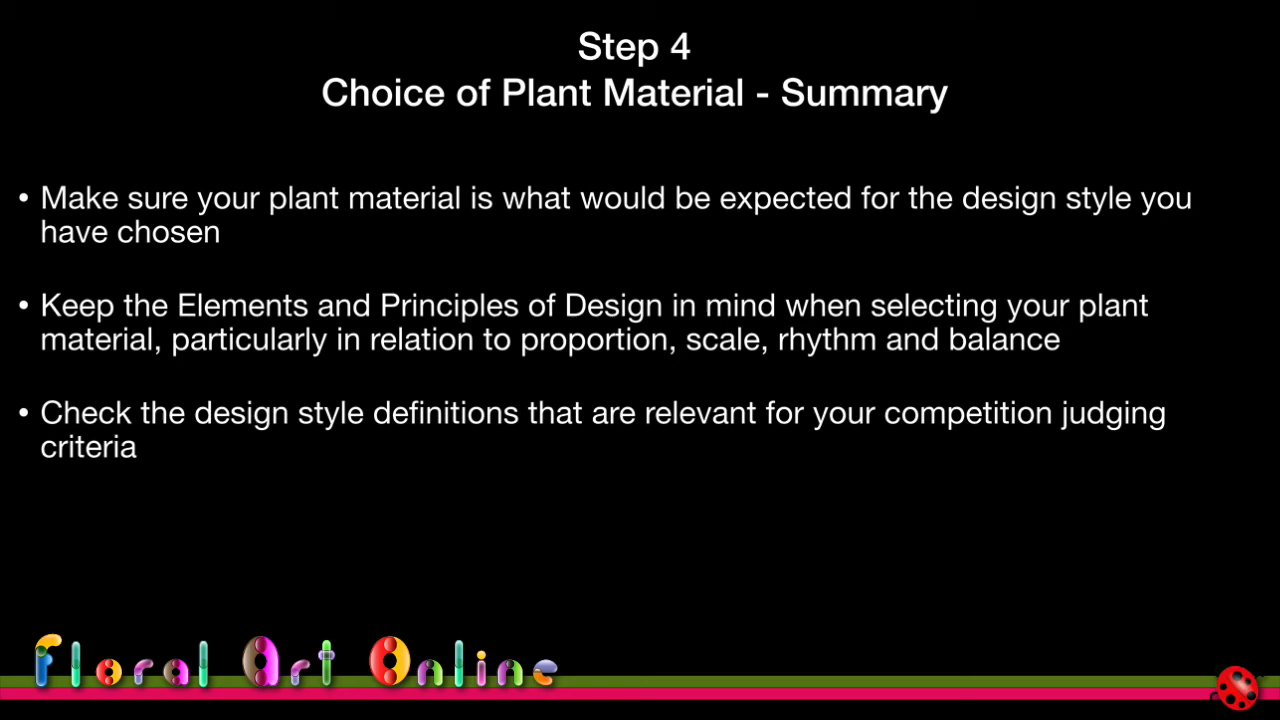 Step 4
Choice of Plant Material - Summary
• Make sure your plant material is what would be expected for the design style you
have chosen
• Keep the Elements and Principles of Design in mind when selecting your plant
material, particularly in relation to proportion, scale, rhythm and balance
• Check the design style definitions that are relevant for your competition judging
criteria
Floral Art Online